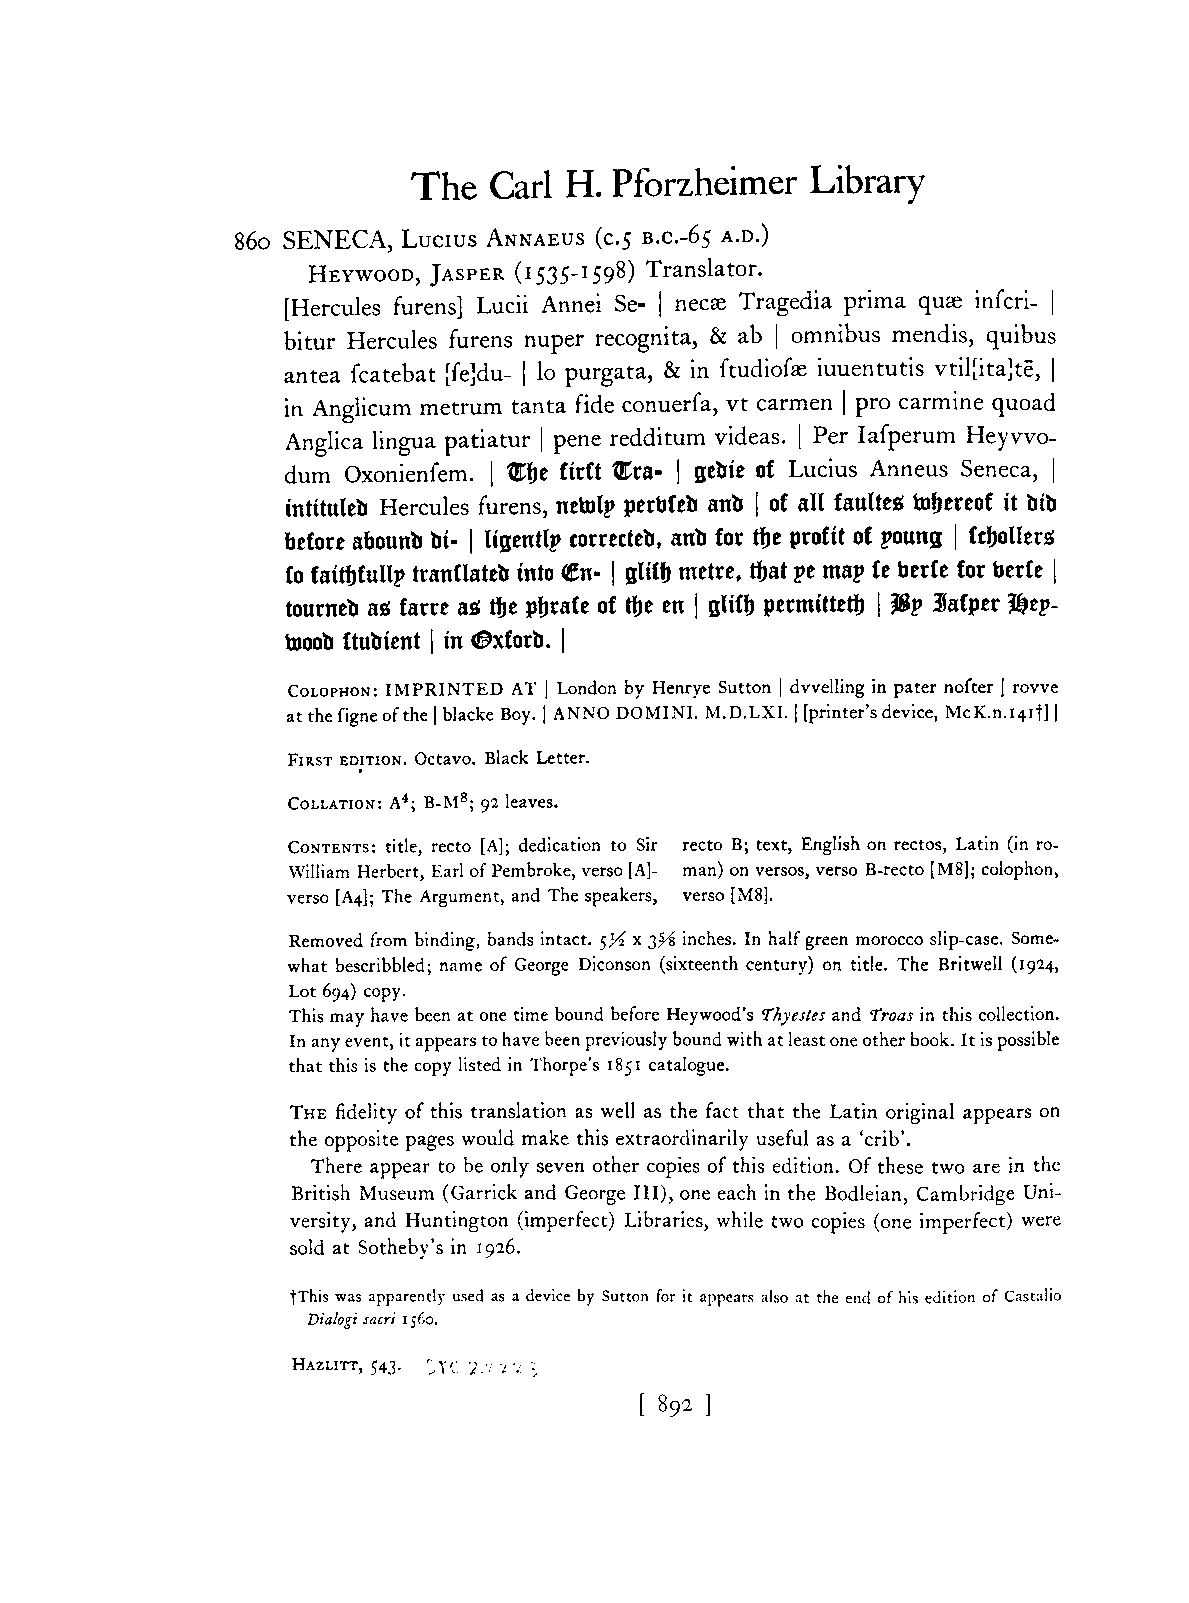 The Carl H. Pforzheimer Library
860 SENECA, Lucius Annaeus (c.5 B.C.-65 A.D.)
Heywood, Jasper (1535-1598) Translator.
[Hercules furens] Lucii Annei Se- | necæ Tragedia prima quæ inſcri- |
bitur Hercules furens nuper recognita, & ab | omnibus mendis, quibus
antea ſcatebat [ſe]du- | lo purgata, & in ſtudioſæ iuuentutis vtil[ita]tē, |
in Anglicum metrum tanta fide conuerſa, vt carmen | pro carmine quoad
Anglica lingua patiatur | pene redditum videas. | Per Iaſperum Heyvvo-
dum Oxonienſem. | The firſt Tra- | gedie of Lucius Anneus Seneca, |
intituled Hercules furens, newly peruſed and | of all faultes whereof it did
before abound di- | ligently corrected, and for the profit of young | ſchollers
ſo faithfully tranſlated into En- | gliſh metre, that ye may ſe verſe for verſe |
tourned as farre as the phraſe of the en | gliſh permitteth | By Iaſper Hey-
wood ſtudient | in Oxford. |
Colophon: IMPRINTED AT | London by Henrye Sutton | dvvelling in pater noſter | rovve
at the ſigne of the | blacke Boy. | ANNO DOMINI. M.D.LXI. | [printer's device, McK.n.141†] |
First edition. Octavo. Black Letter.
Collation: A⁴; B-M⁸; 92 leaves.
Contents: title, recto [A]; dedication to Sir
William Herbert, Earl of Pembroke, verso [A]-
verso [A4]; The Argument, and The speakers,
recto B; text, English on rectos, Latin (in ro-
man) on versos, verso B-recto [M8]; colophon,
verso [M8].
Removed from binding, bands intact. 5½ x 3⅝ inches. In half green morocco slip-case. Some-
what bescribbled; name of George Diconson (sixteenth century) on title. The Britwell (1924,
Lot 694) copy.
This may have been at one time bound before Heywood's Thyestes and Troas in this collection.
In any event, it appears to have been previously bound with at least one other book. It is possible
that this is the copy listed in Thorpe's 1851 catalogue.
The fidelity of this translation as well as the fact that the Latin original appears on
the opposite pages would make this extraordinarily useful as a 'crib'.
There appear to be only seven other copies of this edition. Of these two are in the
British Museum (Garrick and George III), one each in the Bodleian, Cambridge Uni-
versity, and Huntington (imperfect) Libraries, while two copies (one imperfect) were
sold at Sotheby's in 1926.
†This was apparently used as a device by Sutton for it appears also at the end of his edition of Castalio
Dialogi sacri 1560.
Hazlitt, 543.
[ 892 ]